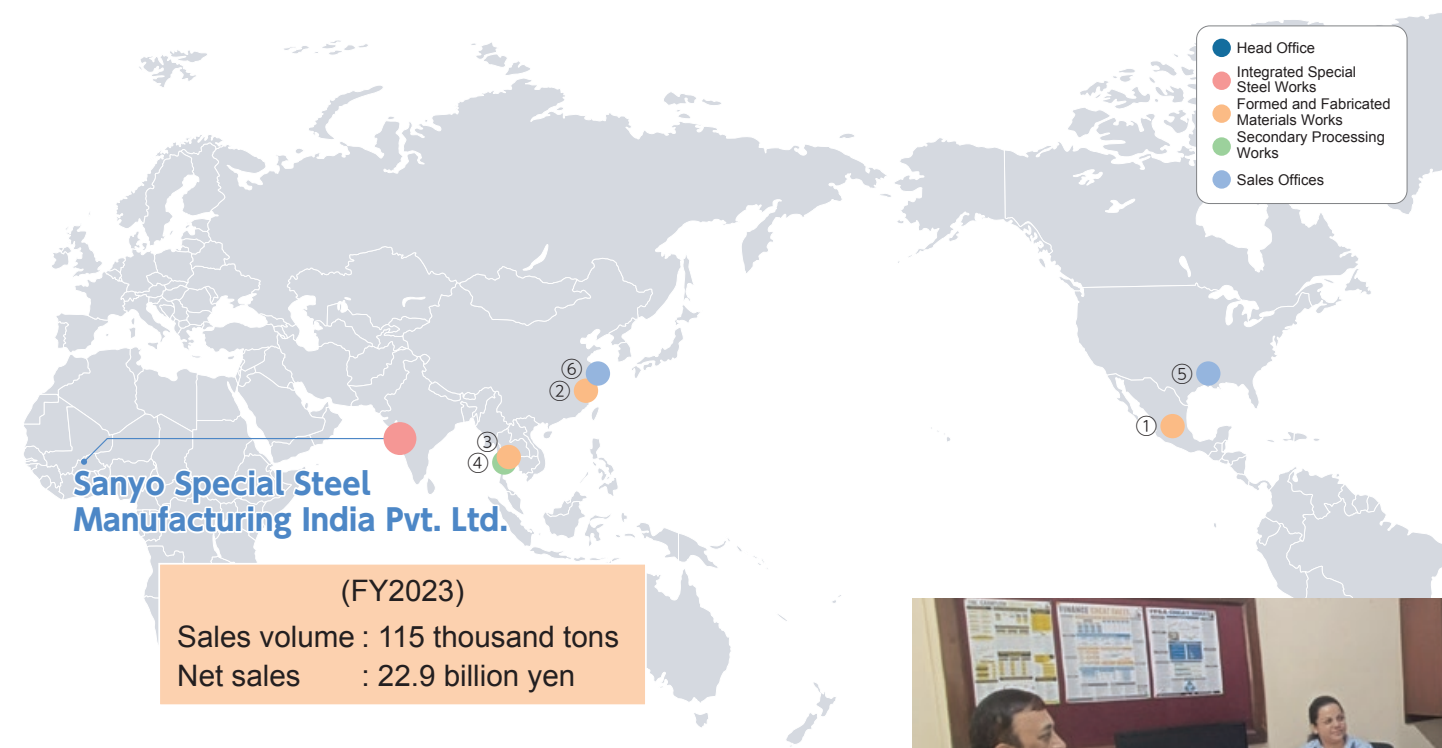 Head Office
Integrated Special
Steel Works
Formed and Fabricated
Materials Works
Secondary Processing
Works
Sales Offices
⑥
②
⑤
①
③
④
Sanyo Special Steel
Manufacturing India Pvt. Ltd.
(FY2023)
Sales volume : 115 thousand tons
Net sales : 22.9 billion yen
FINANCE CHEAT SHEET